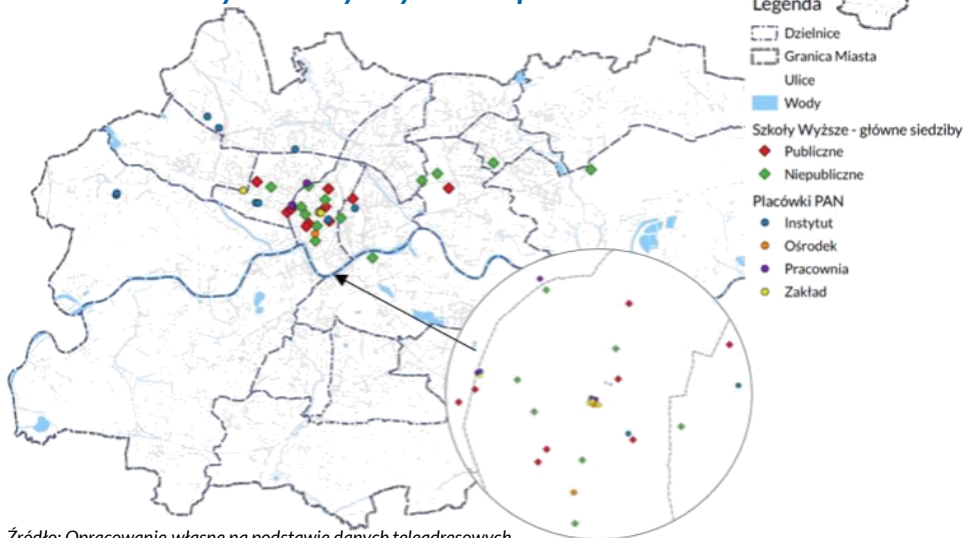 Legenda
Dzielnice
Granica Miasta
Ulice
Wody
Szkoły Wyższe - główne siedziby
Publiczne
Niepubliczne
Placówki PAN
Instytut
Ośrodek
Pracownia
Zakład
Źródło: Opracowanie własne na podstawie danych teleadresowych